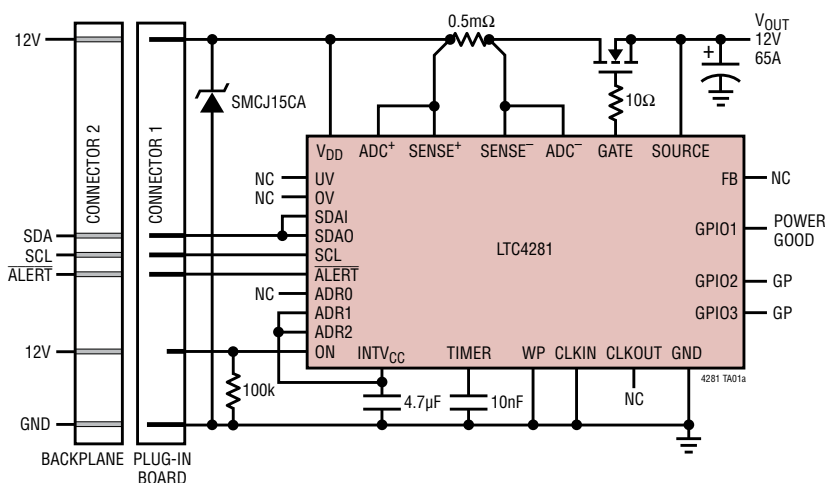 0.5mΩ
VOUT
12V
65A
12V
+
SMCJ15CA
10Ω
CONNECTOR 2
CONNECTOR 1
VDD
ADC+
SENSE+
SENSE–
ADC–
GATE
SOURCE
NC
UV
FB
NC
NC
OV
SDAI
SDA
SDAO
GPIO1
POWER
GOOD
SCL
SCL
LTC4281
ALERT
ALERT
NC
ADR0
GPIO2
GP
ADR1
GPIO3
GP
ADR2
12V
ON
INTVCC
TIMER
WP
CLKIN
CLKOUT
GND
4281 TA01a
100k
4.7µF
10nF
NC
GND
BACKPLANE
PLUG-IN
BOARD